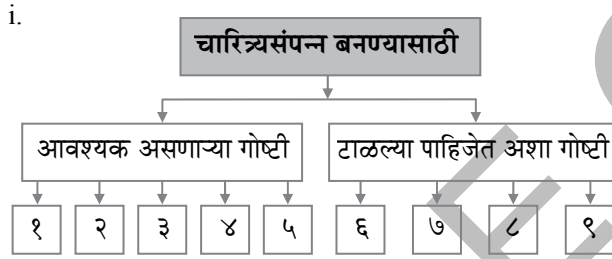 i.
चारित्र्यसंपन्न बनण्यासाठी
आवश्यक असणाऱ्या गोष्टी टाळल्या पाहिजेत अशा गोष्टी
१ २ ३ ४ ५ ६ ७ ८ ९